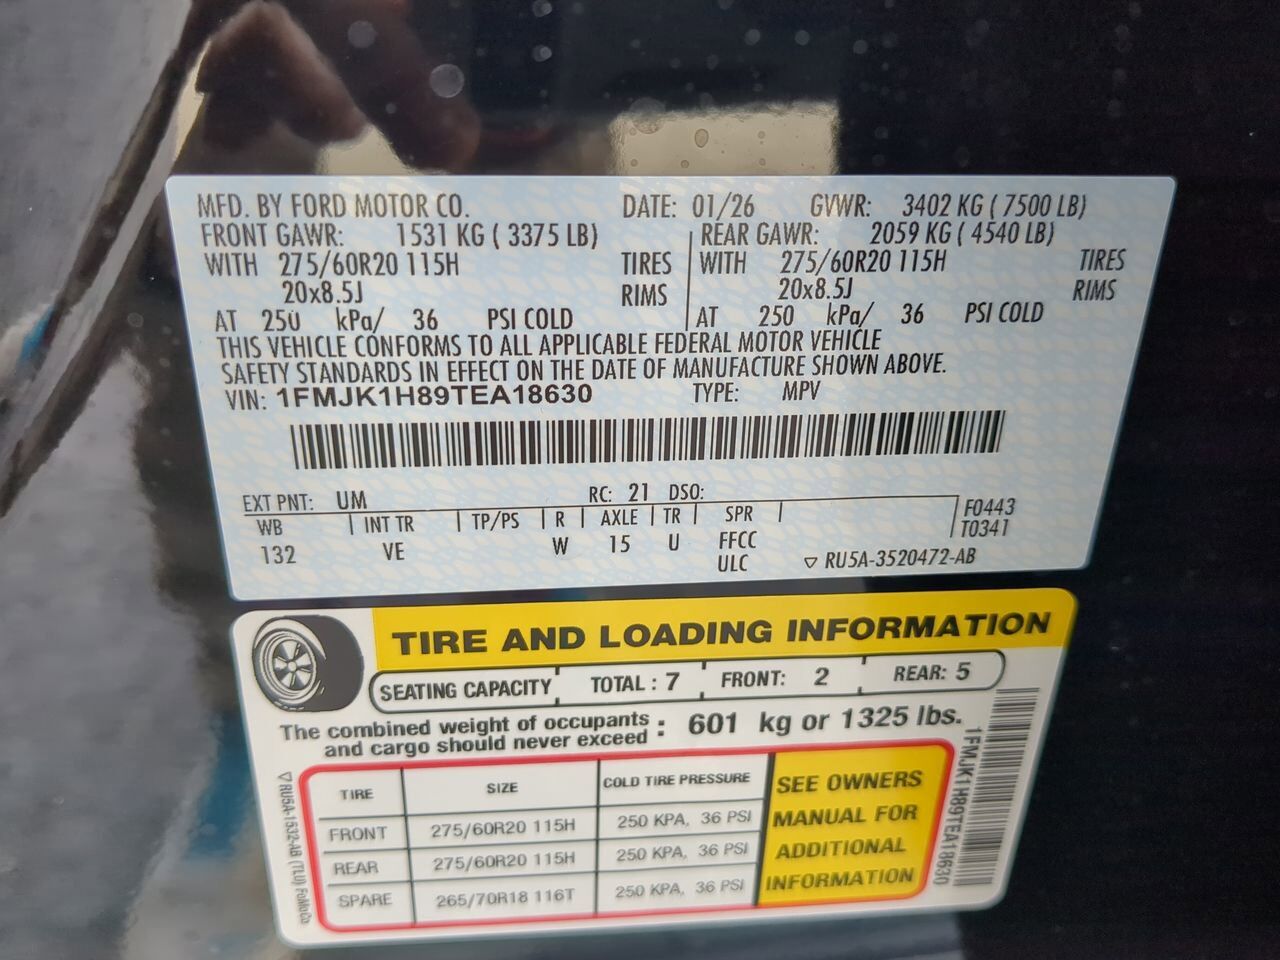 MFD. BY FORD MOTOR CO. DATE: 01/26 GVWR: 3402 KG ( 7500 LB)
FRONT GAWR: 1531 KG ( 3375 LB) REAR GAWR: 2059 KG ( 4540 LB)
WITH 275/60R20 115H TIRES WITH 275/60R20 115H TIRES
20x8.5J RIMS 20x8.5J RIMS
AT 250 kPa/ 36 PSI COLD AT 250 kPa/ 36 PSI COLD
THIS VEHICLE CONFORMS TO ALL APPLICABLE FEDERAL MOTOR VEHICLE
SAFETY STANDARDS IN EFFECT ON THE DATE OF MANUFACTURE SHOWN ABOVE.
VIN: 1FMJK1H89TEA18630 TYPE: MPV
EXT PNT: UM RC: 21 DSO:
WB INT TR TP/PS R AXLE TR SPR F0443
132 VE W 15 U FFCC T0341
ULC ▽ RU5A-3520472-AB
TIRE AND LOADING INFORMATION
SEATING CAPACITY TOTAL : 7 FRONT: 2 REAR: 5
The combined weight of occupants
and cargo should never exceed : 601 kg or 1325 lbs.
TIRE SIZE COLD TIRE PRESSURE
FRONT 275/60R20 115H 250 KPA, 36 PSI
REAR 275/60R20 115H 250 KPA, 36 PSI
SPARE 265/70R18 116T 250 KPA, 36 PSI
SEE OWNERS
MANUAL FOR
ADDITIONAL
INFORMATION
▽ RU5A-1532-AB (TLU) FoMoCo
1FMJK1H89TEA18630